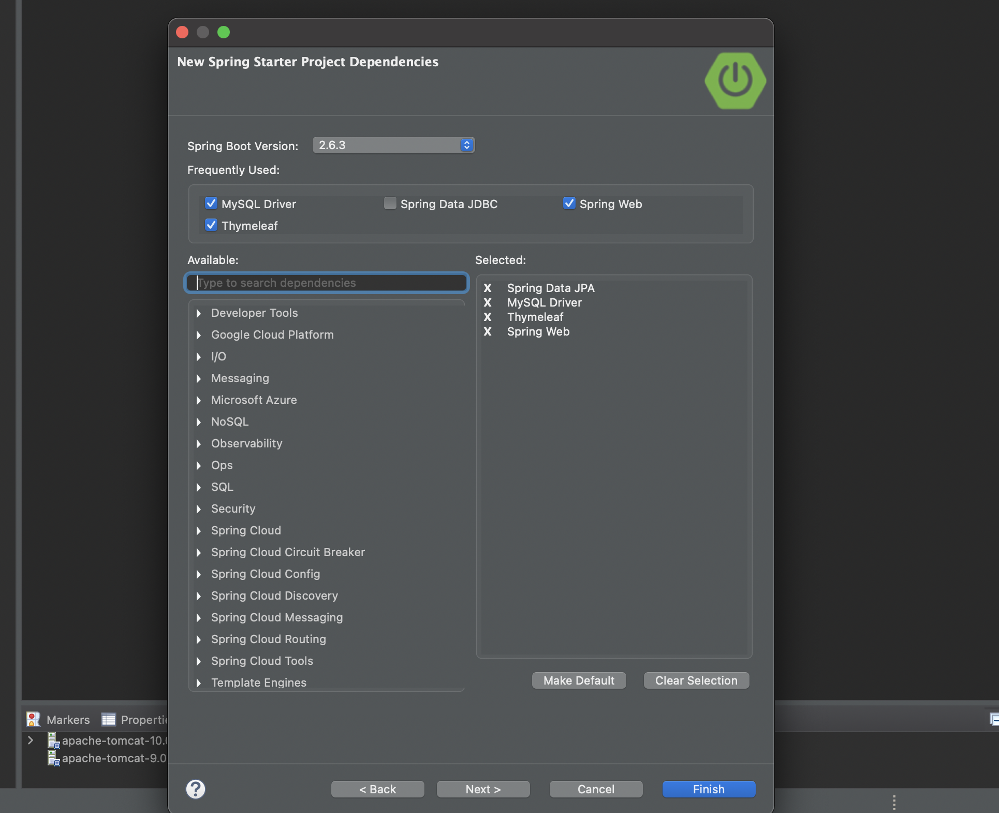 New Spring Starter Project Dependencies
Spring Boot Version: 2.6.3
Frequently Used:
MySQL Driver Spring Data JDBC Spring Web
Thymeleaf
Available: Selected:
Type to search dependencies
Developer Tools
Google Cloud Platform
I/O
Messaging
Microsoft Azure
NoSQL
Observability
Ops
SQL
Security
Spring Cloud
Spring Cloud Circuit Breaker
Spring Cloud Config
Spring Cloud Discovery
Spring Cloud Messaging
Spring Cloud Routing
Spring Cloud Tools
Template Engines
X Spring Data JPA
X MySQL Driver
X Thymeleaf
X Spring Web
Make Default Clear Selection
Markers Propertie
apache-tomcat-10.
apache-tomcat-9.0
? < Back Next > Cancel Finish